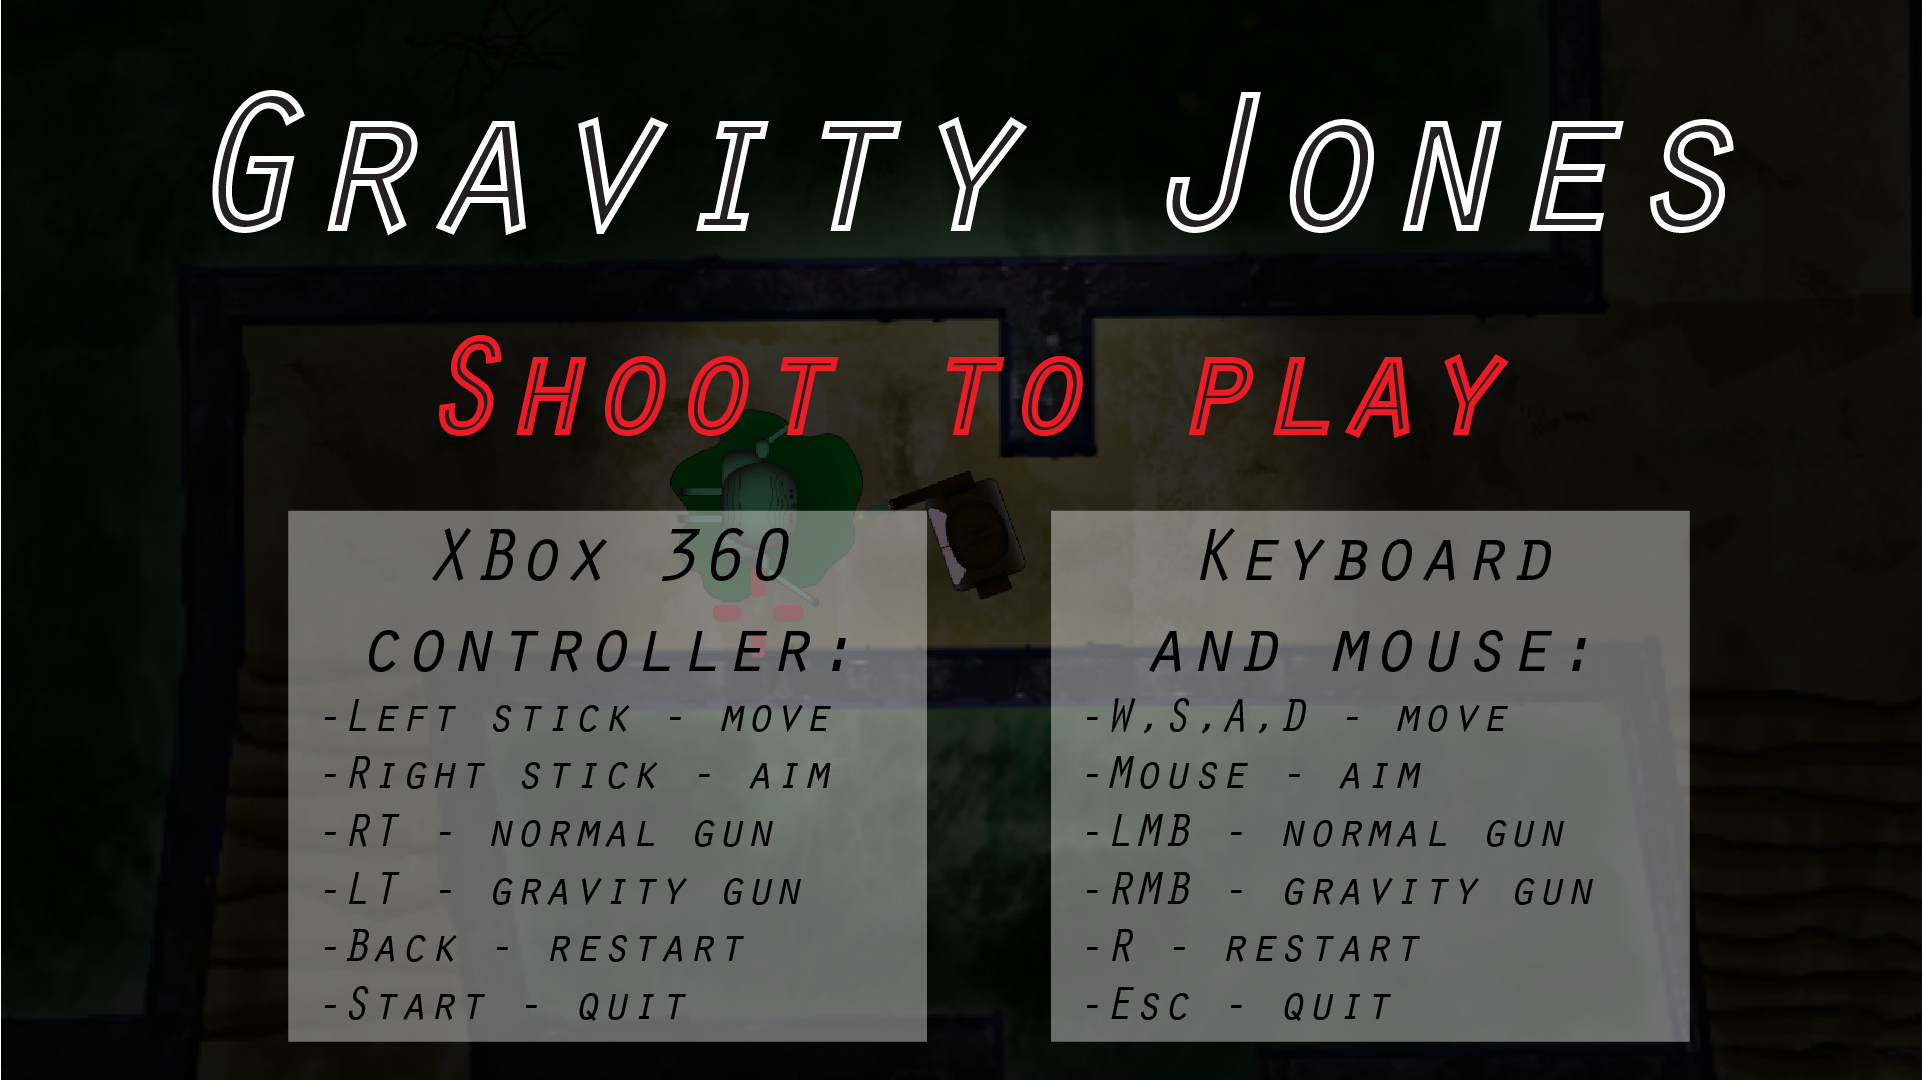 Gravity Jones
Shoot to play
XBox 360
controller:
-Left stick - move
-Right stick - aim
-RT - normal gun
-LT - gravity gun
-Back - restart
-Start - quit
Keyboard
and mouse:
-W,S,A,D - move
-Mouse - aim
-LMB - normal gun
-RMB - gravity gun
-R - restart
-Esc - quit